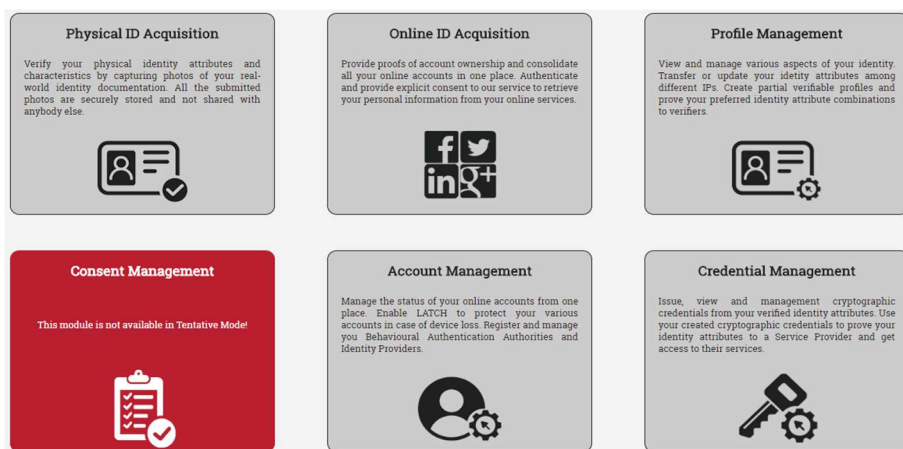 Physical ID Acquisition
Verify your physical identity attributes and
characteristics by capturing photos of your real-
world identity documentation. All the submitted
photos are securely stored and not shared with
anybody else.
Online ID Acquisition
Provide proofs of account ownership and consolidate
all your online accounts in one place. Authenticate
and provide explicit consent to our service to retrieve
your personal information from your online services.
f
in
g+
Profile Management
View and manage various aspects of your identity.
Transfer or update your idetity attributes among
different IPs. Create partial verifiable profiles and
prove your preferred identity attribute combinations
to verifiers.
Consent Management
This module is not available in Tentative Mode!
Account Management
Manage the status of your online accounts from one
place. Enable LATCH to protect your various
accounts in case of device loss. Register and manage
you Behavioural Authentication Authorities and
Identity Providers.
Credential Management
Issue, view and management cryptographic
credentials from your verified identity attributes. Use
your created cryptographic credentials to prove your
identity attributes to a Service Provider and get
access to their services.